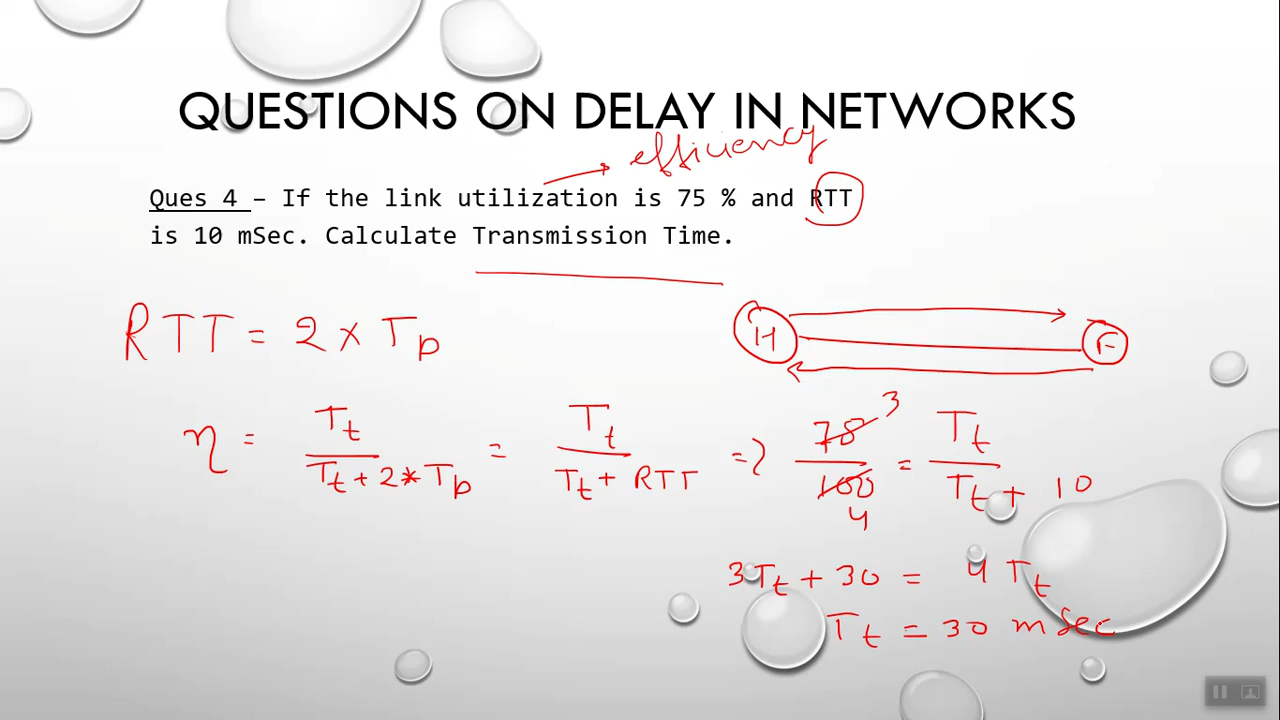 QUESTIONS ON DELAY IN NETWORKS
efficiency
Ques 4 – If the link utilization is 75 % and RTT
is 10 mSec. Calculate Transmission Time.
RTT = 2 × Tp
H F
η = Tt / (Tt + 2*Tp) = Tt / (Tt + RTT) => 75 / 100 = Tt / (Tt + 10)
3
4
3Tt + 30 = 4Tt
Tt = 30 mSec